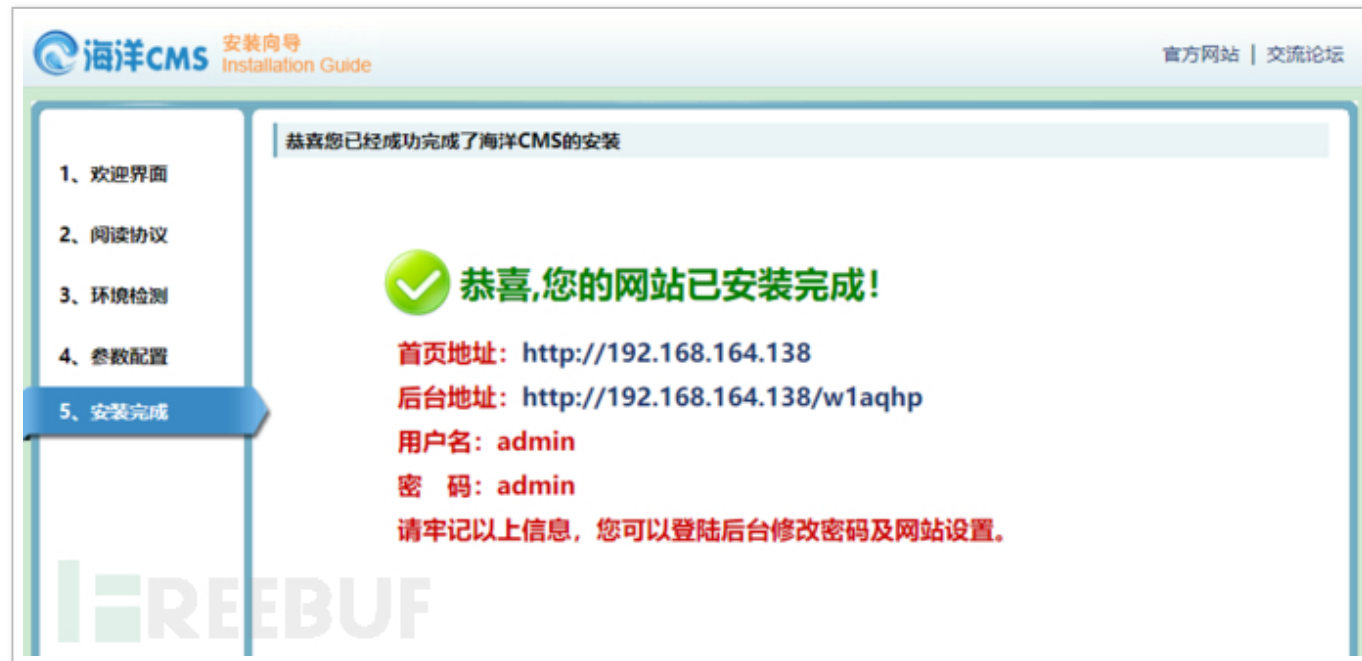 海洋CMS 安装向导
Installation Guide
官方网站 | 交流论坛
恭喜您已经成功完成了海洋CMS的安装
1、欢迎界面
2、阅读协议
3、环境检测
4、参数配置
5、安装完成
恭喜,您的网站已安装完成!
首页地址：http://192.168.164.138
后台地址：http://192.168.164.138/w1aqhp
用户名：admin
密 码：admin
请牢记以上信息，您可以登陆后台修改密码及网站设置。
FREEBUF